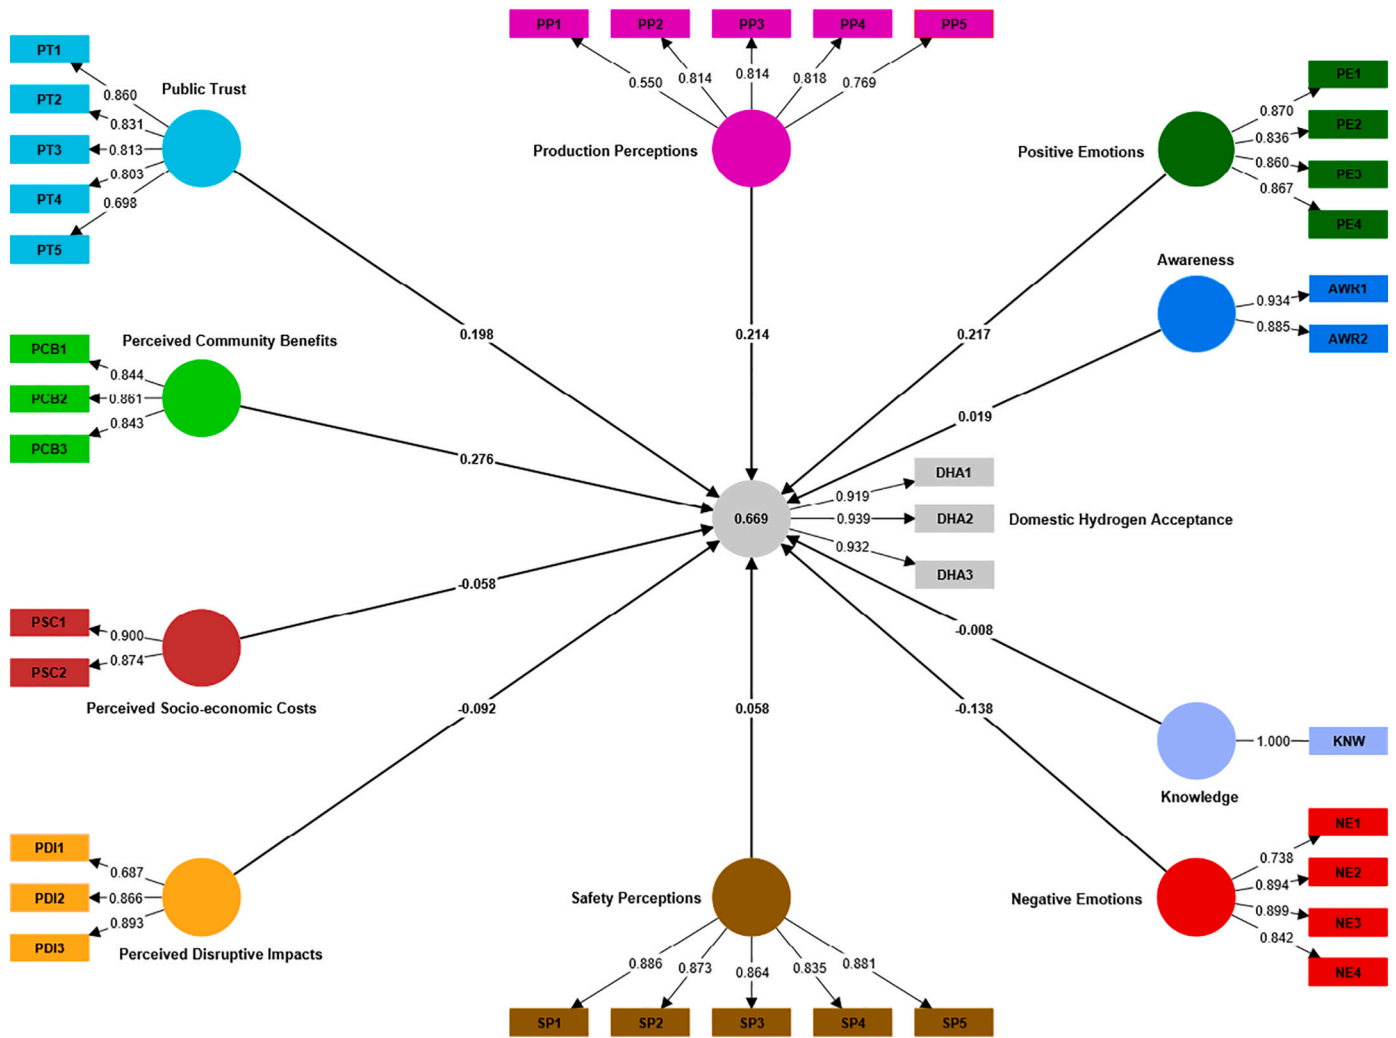 PP1 PP2 PP3 PP4 PP5
0.550 0.814 0.814 0.818 0.769
Production Perceptions
PT1
PT2
PT3
PT4
PT5
0.860
0.831
0.813
0.803
0.698
Public Trust
PE1
PE2
PE3
PE4
0.870
0.836
0.860
0.867
Positive Emotions
Awareness
AWR1
AWR2
0.934
0.885
0.198
0.214
0.217
0.019
Perceived Community Benefits
PCB1
PCB2
PCB3
0.844
0.861
0.843
0.276
0.669
DHA1
DHA2
DHA3
0.919
0.939
0.932
Domestic Hydrogen Acceptance
PSC1
PSC2
0.900
0.874
Perceived Socio-economic Costs
-0.058
-0.092
0.058
-0.008
-0.138
KNW
1.000
Knowledge
PDI1
PDI2
PDI3
0.687
0.866
0.893
Perceived Disruptive Impacts
Safety Perceptions
0.886 0.873 0.864 0.835 0.881
SP1 SP2 SP3 SP4 SP5
Negative Emotions
NE1
NE2
NE3
NE4
0.738
0.894
0.899
0.842